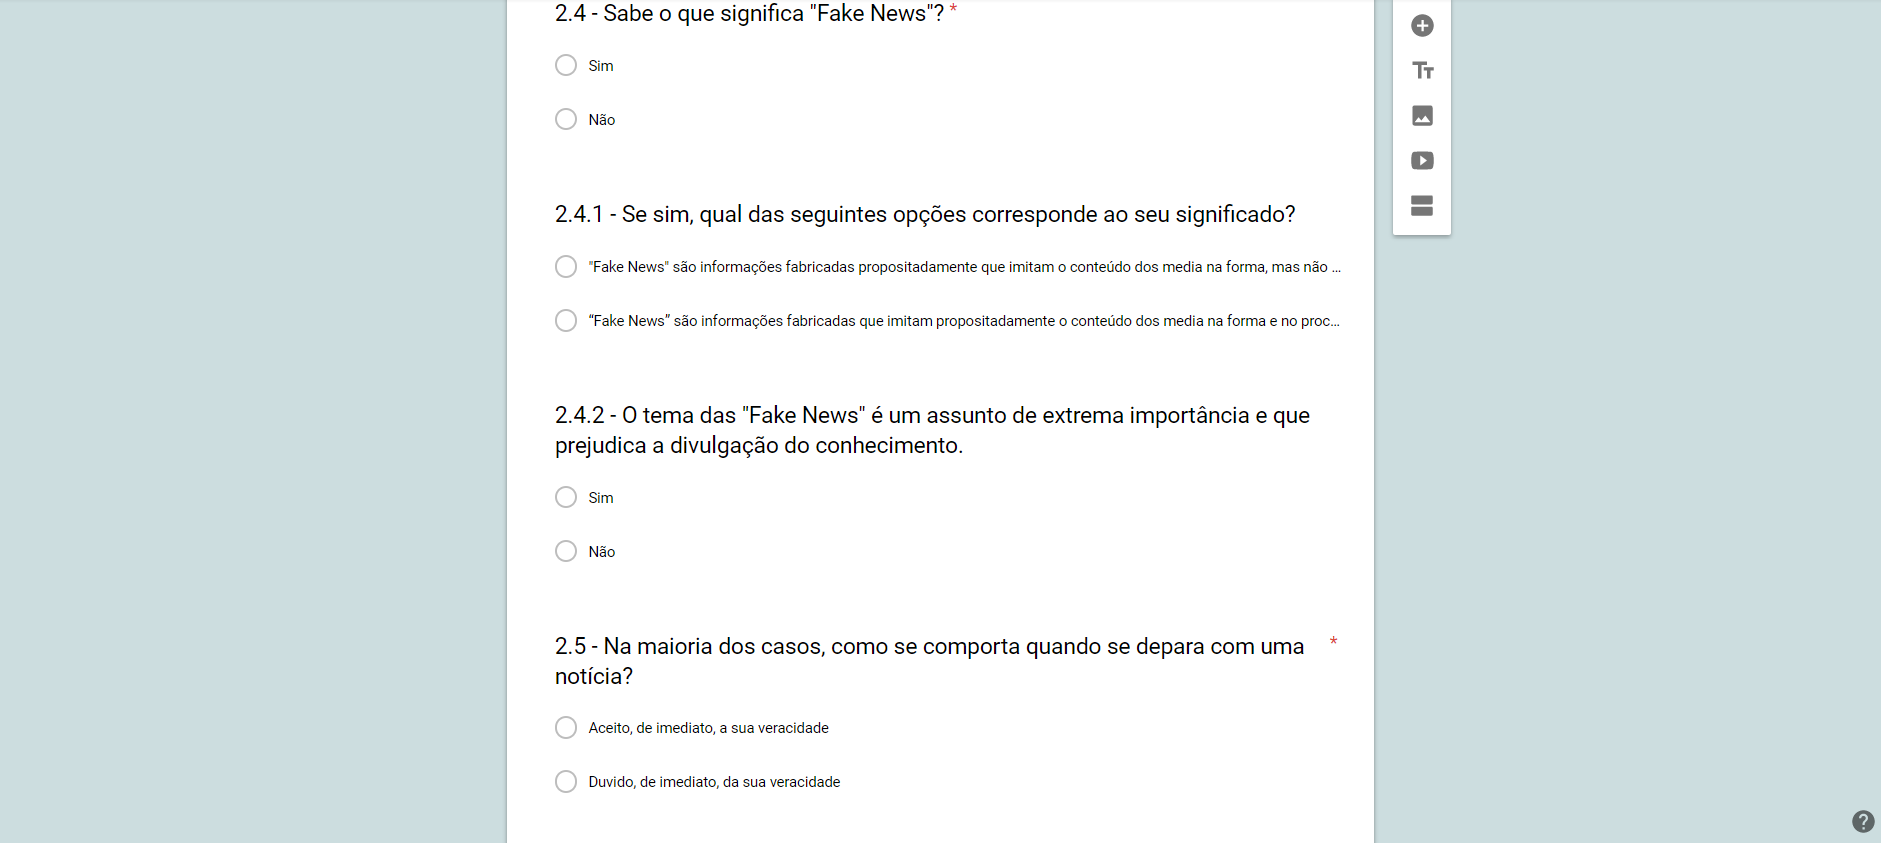 2.4 - Sabe o que significa "Fake News"? *
Sim
Não
2.4.1 - Se sim, qual das seguintes opções corresponde ao seu significado?
"Fake News" são informações fabricadas propositadamente que imitam o conteúdo dos media na forma, mas não ...
“Fake News” são informações fabricadas que imitam propositadamente o conteúdo dos media na forma e no proc...
2.4.2 - O tema das "Fake News" é um assunto de extrema importância e que
prejudica a divulgação do conhecimento.
Sim
Não
2.5 - Na maioria dos casos, como se comporta quando se depara com uma *
notícia?
Aceito, de imediato, a sua veracidade
Duvido, de imediato, da sua veracidade